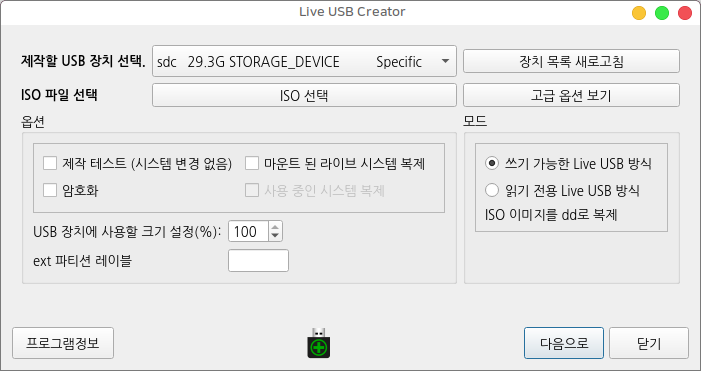 Live USB Creator
제작할 USB 장치 선택. sdc 29.3G STORAGE_DEVICE Specific 장치 목록 새로고침
ISO 파일 선택 ISO 선택 고급 옵션 보기
옵션 모드
제작 테스트 (시스템 변경 없음) 마운트 된 라이브 시스템 복제 쓰기 가능한 Live USB 방식
암호화 사용 중인 시스템 복제 읽기 전용 Live USB 방식
ISO 이미지를 dd로 복제
USB 장치에 사용할 크기 설정(%): 100
ext 파티션 레이블
프로그램정보 다음으로 닫기